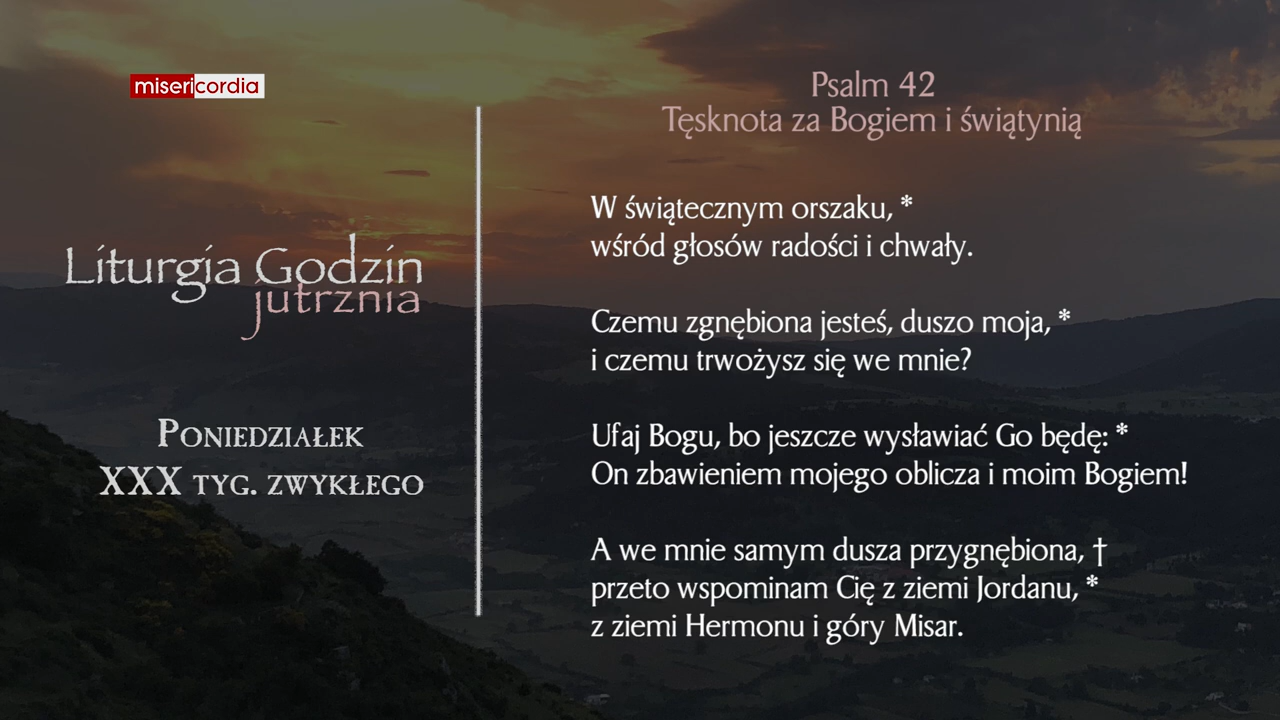 misericordia
Liturgia Godzin
jutrznia
Poniedziałek
XXX tyg. zwykłego
Psalm 42
Tęsknota za Bogiem i świątynią
W świątecznym orszaku, *
wśród głosów radości i chwały.
Czemu zgnębiona jesteś, duszo moja, *
i czemu trwożysz się we mnie?
Ufaj Bogu, bo jeszcze wysławiać Go będę: *
On zbawieniem mojego oblicza i moim Bogiem!
A we mnie samym dusza przygnębiona, †
przeto wspominam Cię z ziemi Jordanu, *
z ziemi Hermonu i góry Misar.